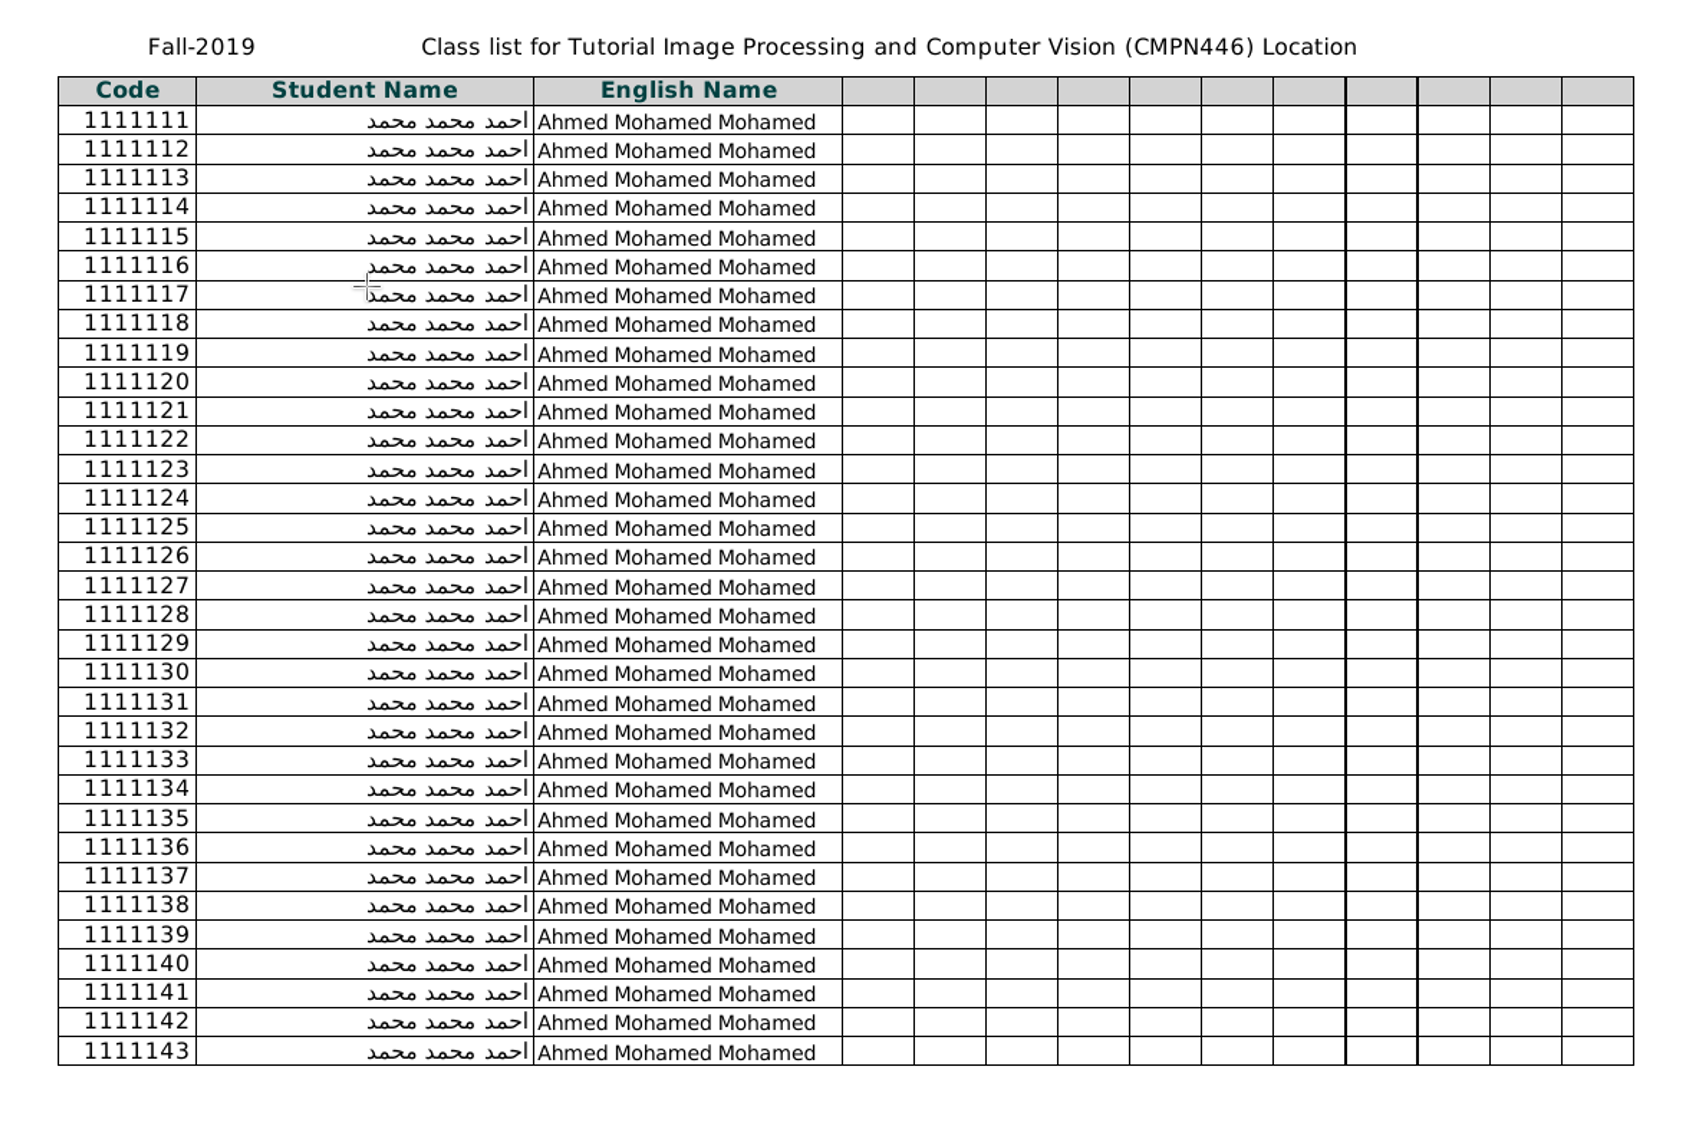 Fall-2019 Class list for Tutorial Image Processing and Computer Vision (CMPN446) Location
Code Student Name English Name
1111111 احمد محمد محمد Ahmed Mohamed Mohamed
1111112 احمد محمد محمد Ahmed Mohamed Mohamed
1111113 احمد محمد محمد Ahmed Mohamed Mohamed
1111114 احمد محمد محمد Ahmed Mohamed Mohamed
1111115 احمد محمد محمد Ahmed Mohamed Mohamed
1111116 احمد محمد محمد Ahmed Mohamed Mohamed
1111117 احمد محمد محمد Ahmed Mohamed Mohamed
1111118 احمد محمد محمد Ahmed Mohamed Mohamed
1111119 احمد محمد محمد Ahmed Mohamed Mohamed
1111120 احمد محمد محمد Ahmed Mohamed Mohamed
1111121 احمد محمد محمد Ahmed Mohamed Mohamed
1111122 احمد محمد محمد Ahmed Mohamed Mohamed
1111123 احمد محمد محمد Ahmed Mohamed Mohamed
1111124 احمد محمد محمد Ahmed Mohamed Mohamed
1111125 احمد محمد محمد Ahmed Mohamed Mohamed
1111126 احمد محمد محمد Ahmed Mohamed Mohamed
1111127 احمد محمد محمد Ahmed Mohamed Mohamed
1111128 احمد محمد محمد Ahmed Mohamed Mohamed
1111129 احمد محمد محمد Ahmed Mohamed Mohamed
1111130 احمد محمد محمد Ahmed Mohamed Mohamed
1111131 احمد محمد محمد Ahmed Mohamed Mohamed
1111132 احمد محمد محمد Ahmed Mohamed Mohamed
1111133 احمد محمد محمد Ahmed Mohamed Mohamed
1111134 احمد محمد محمد Ahmed Mohamed Mohamed
1111135 احمد محمد محمد Ahmed Mohamed Mohamed
1111136 احمد محمد محمد Ahmed Mohamed Mohamed
1111137 احمد محمد محمد Ahmed Mohamed Mohamed
1111138 احمد محمد محمد Ahmed Mohamed Mohamed
1111139 احمد محمد محمد Ahmed Mohamed Mohamed
1111140 احمد محمد محمد Ahmed Mohamed Mohamed
1111141 احمد محمد محمد Ahmed Mohamed Mohamed
1111142 احمد محمد محمد Ahmed Mohamed Mohamed
1111143 احمد محمد محمد Ahmed Mohamed Mohamed